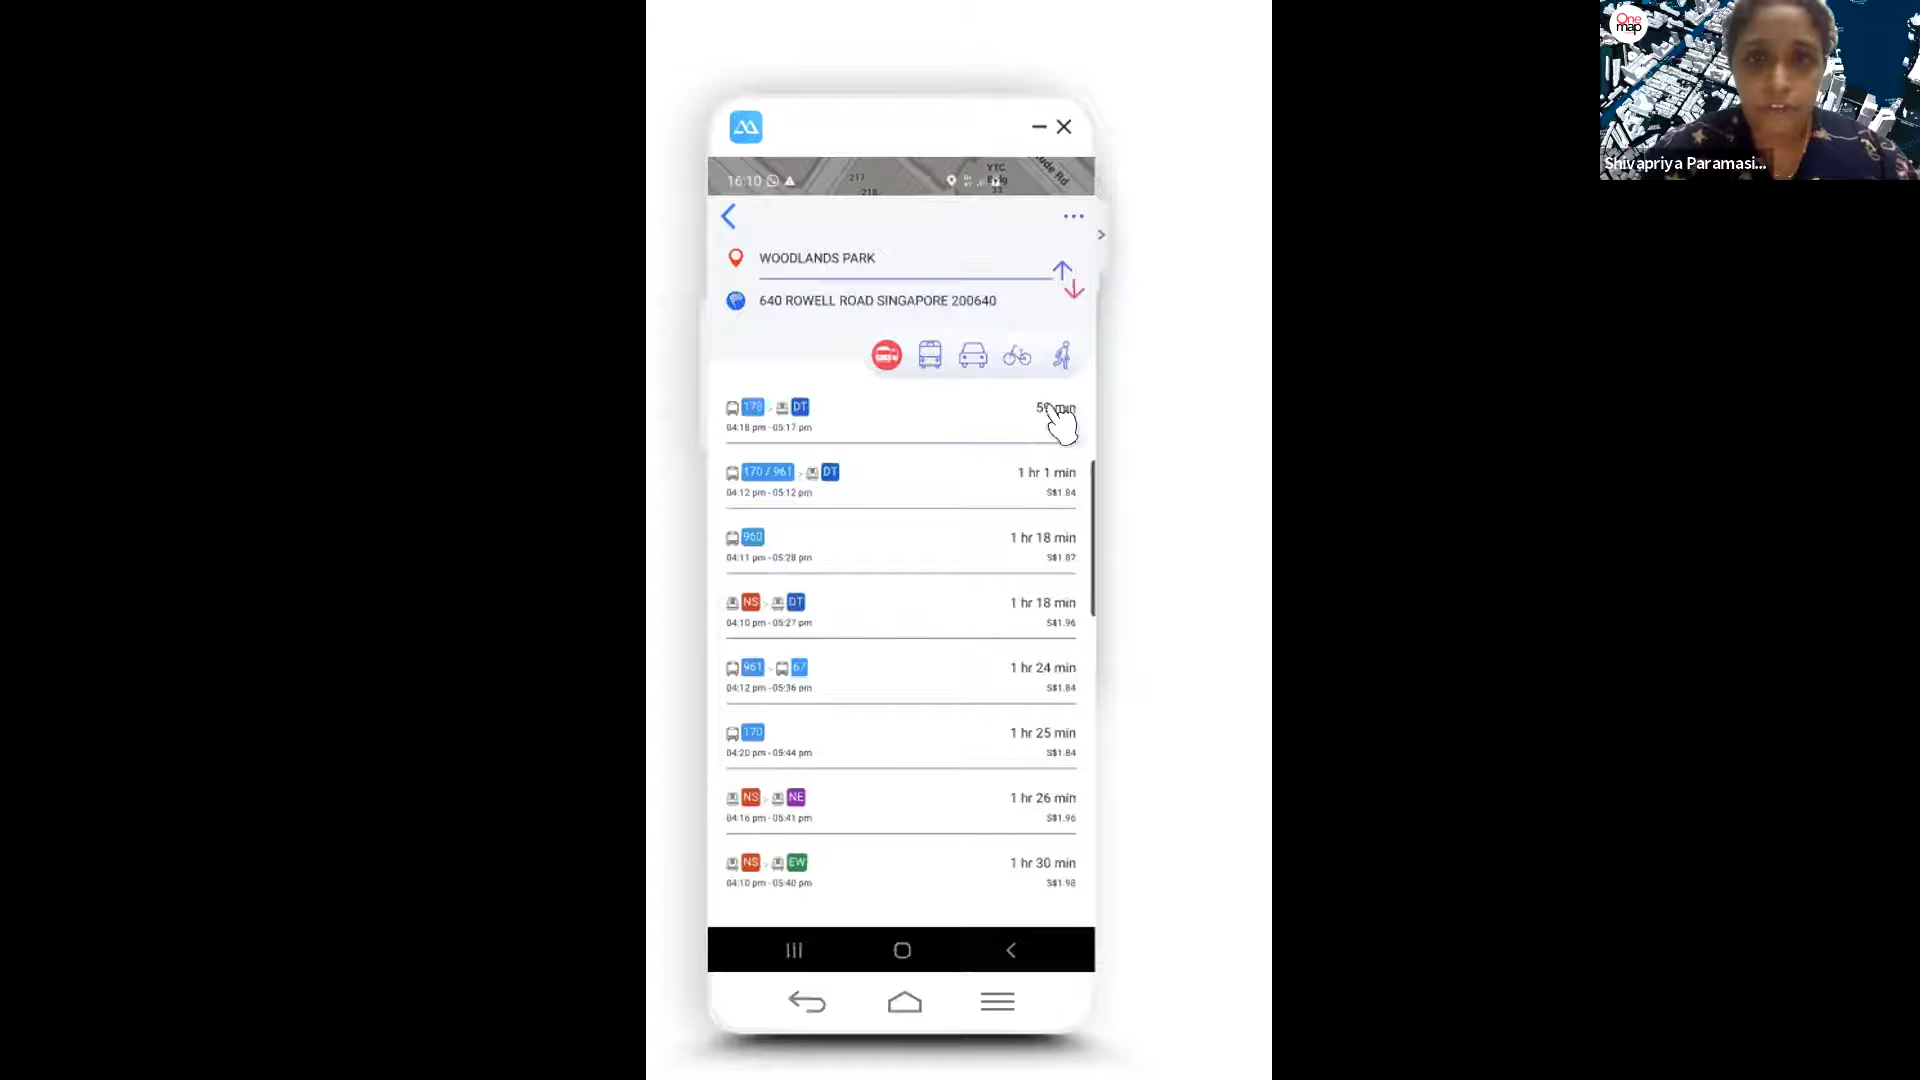 One
map
Shivapriya Paramasi...
16:10
217
218
YTC
33
WOODLANDS PARK
640 ROWELL ROAD SINGAPORE 200640
178 DT
04:18 pm - 05:17 pm
170 / 961 DT 1 hr 1 min
04:12 pm - 05:12 pm S$1.84
960 1 hr 18 min
04:11 pm - 05:28 pm S$1.87
NS DT 1 hr 18 min
04:10 pm - 05:27 pm S$1.96
961 67 1 hr 24 min
04:12 pm - 05:36 pm S$1.84
170 1 hr 25 min
04:20 pm - 05:44 pm S$1.84
NS NE 1 hr 26 min
04:16 pm - 05:41 pm S$1.96
NS EW 1 hr 30 min
04:10 pm - 05:40 pm S$1.98